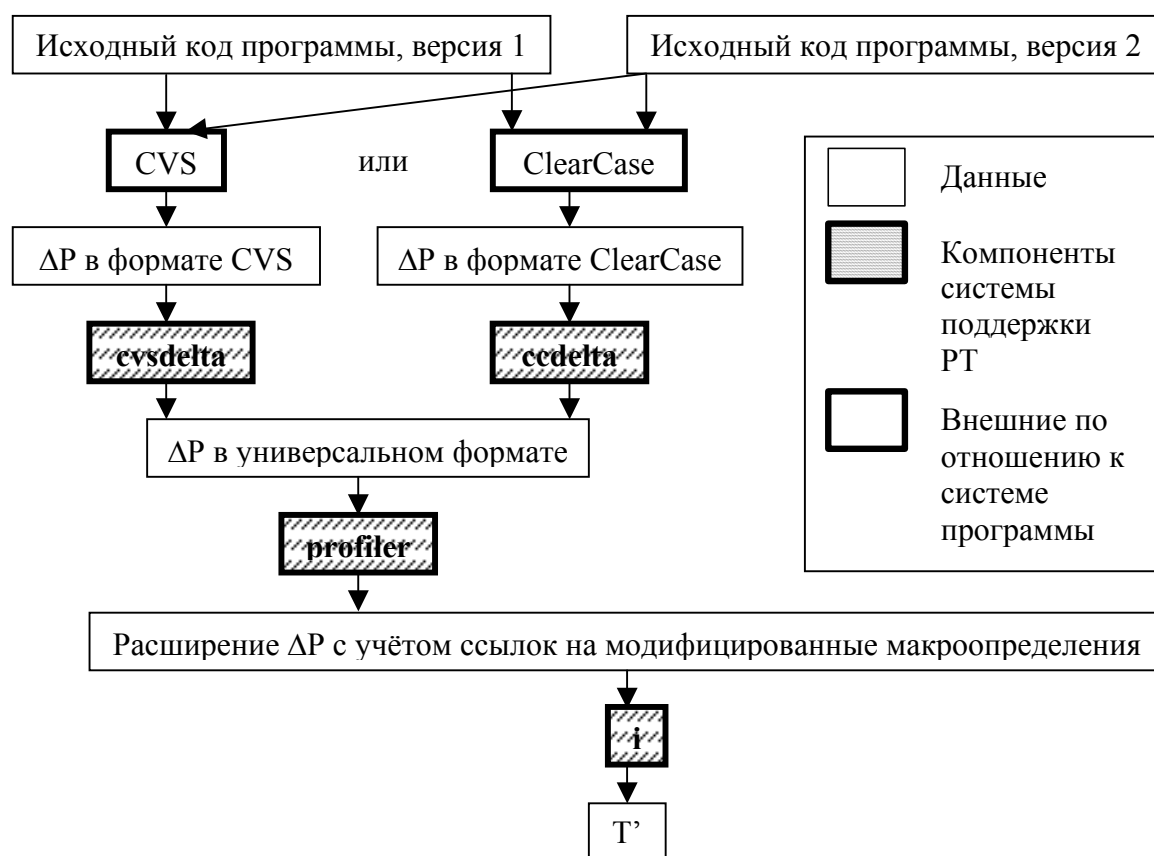 Исходный код программы, версия 1
Исходный код программы, версия 2
CVS
или
ClearCase
ΔP в формате CVS
ΔP в формате ClearCase
cvsdelta
ccdelta
ΔP в универсальном формате
profiler
Расширение ΔP с учётом ссылок на модифицированные макроопределения
i
T’
Данные
Компоненты
системы
поддержки
РТ
Внешние по
отношению к
системе
программы